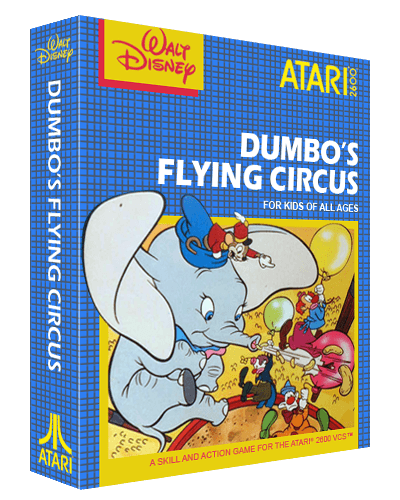 WALT
DISNEY
DUMBO'S FLYING CIRCUS
ATARI
WALT
DISNEY
ATARI 2600
DUMBO'S
FLYING CIRCUS
FOR KIDS OF ALL AGES
A SKILL AND ACTION GAME FOR THE ATARI® 2600 VCS™